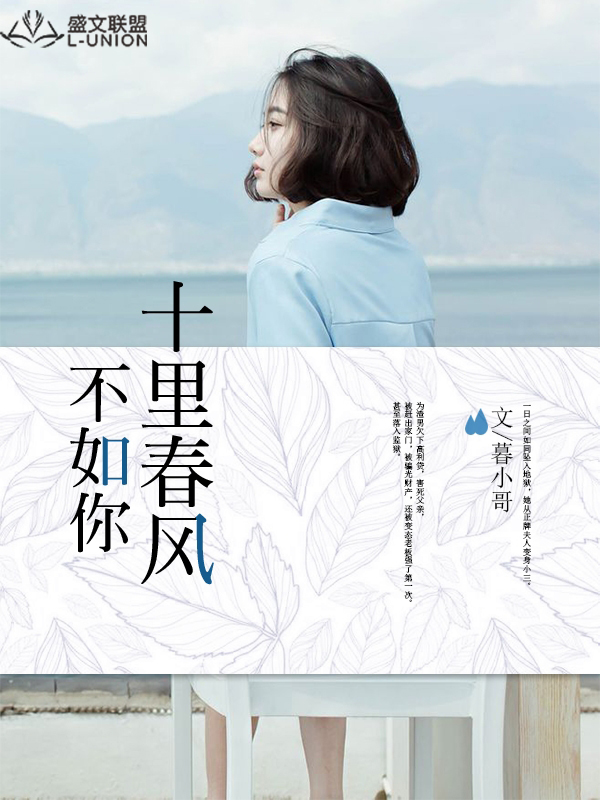 盛文联盟
L-UNION
十里春风
不如你
文/暮小哥
一日之间如同坠入地狱，她从正牌夫人变身小三。
为渣男欠下高利贷，害死父亲，
被赶出家门，被骗光财产，还被变态老板强了第一次。
甚至落入监狱。